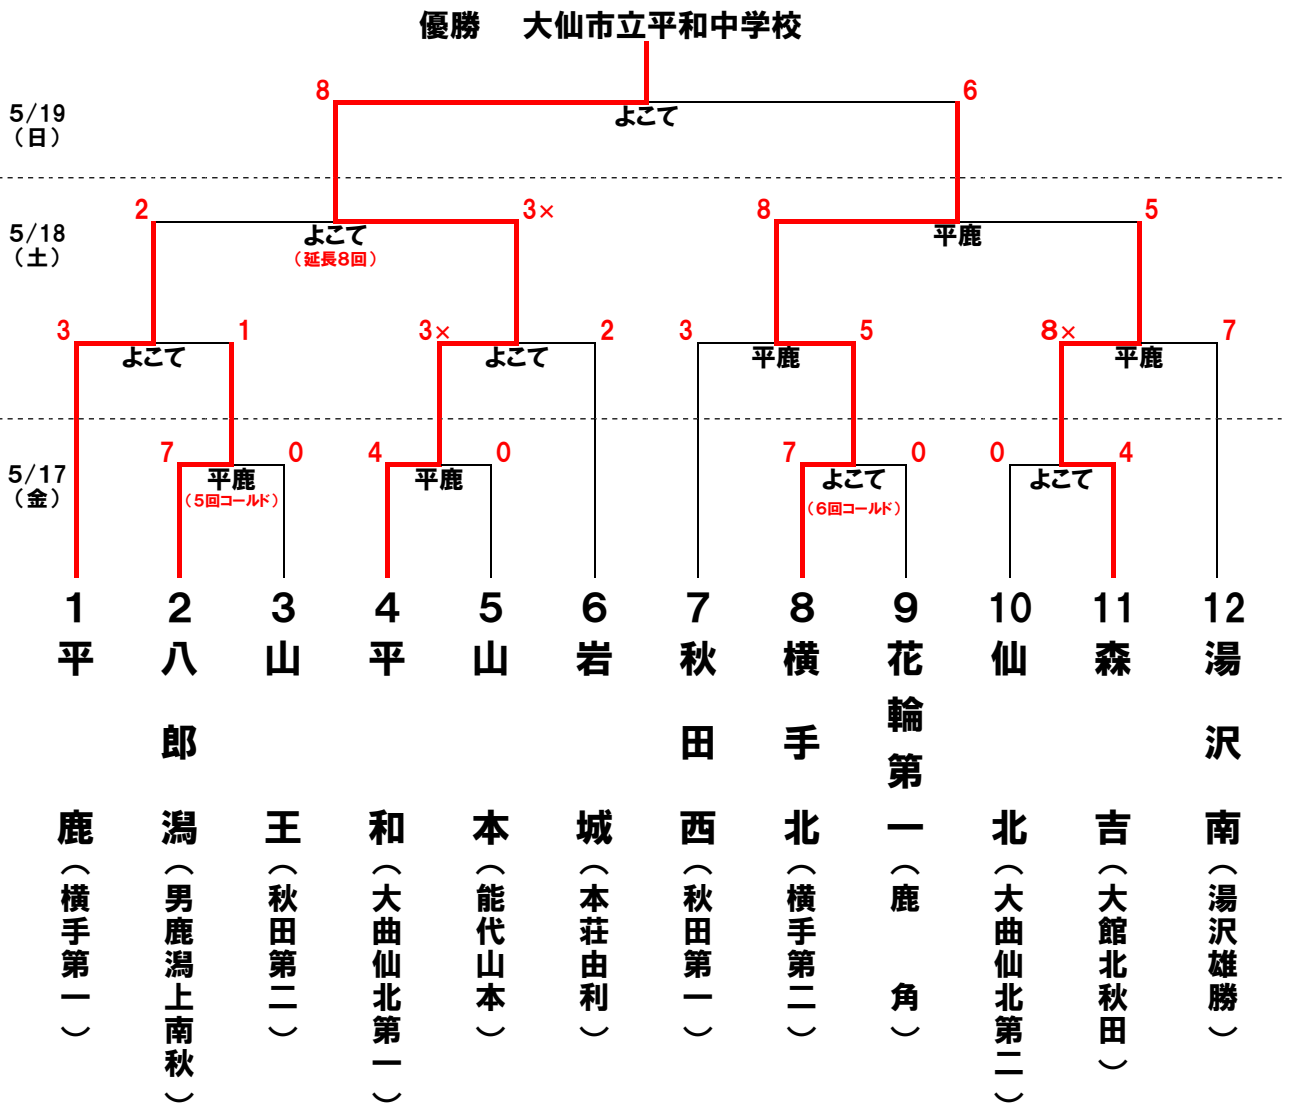 優勝　大仙市立平和中学校
8
6
5/19
（日）
よこて
2
3×
8
5
5/18
（土）
よこて
（延長８回）
平鹿
3
1
3×
2
3
5
8×
7
よこて
よこて
平鹿
平鹿
7
0
4
0
7
0
0
4
5/17
（金）
平鹿
（５回コールド）
平鹿
よこて
（６回コールド）
よこて
1
2
3
4
5
6
7
8
9
10
11
12
平鹿（横手第一）
八郎潟（男鹿潟上南秋）
山王（秋田第二）
平和（大曲仙北第一）
山本（能代山本）
岩城（本荘由利）
秋田西（秋田第一）
横手北（横手第二）
花輪第一（鹿角）
仙北（大曲仙北第二）
森吉（大館北秋田）
湯沢南（湯沢雄勝）